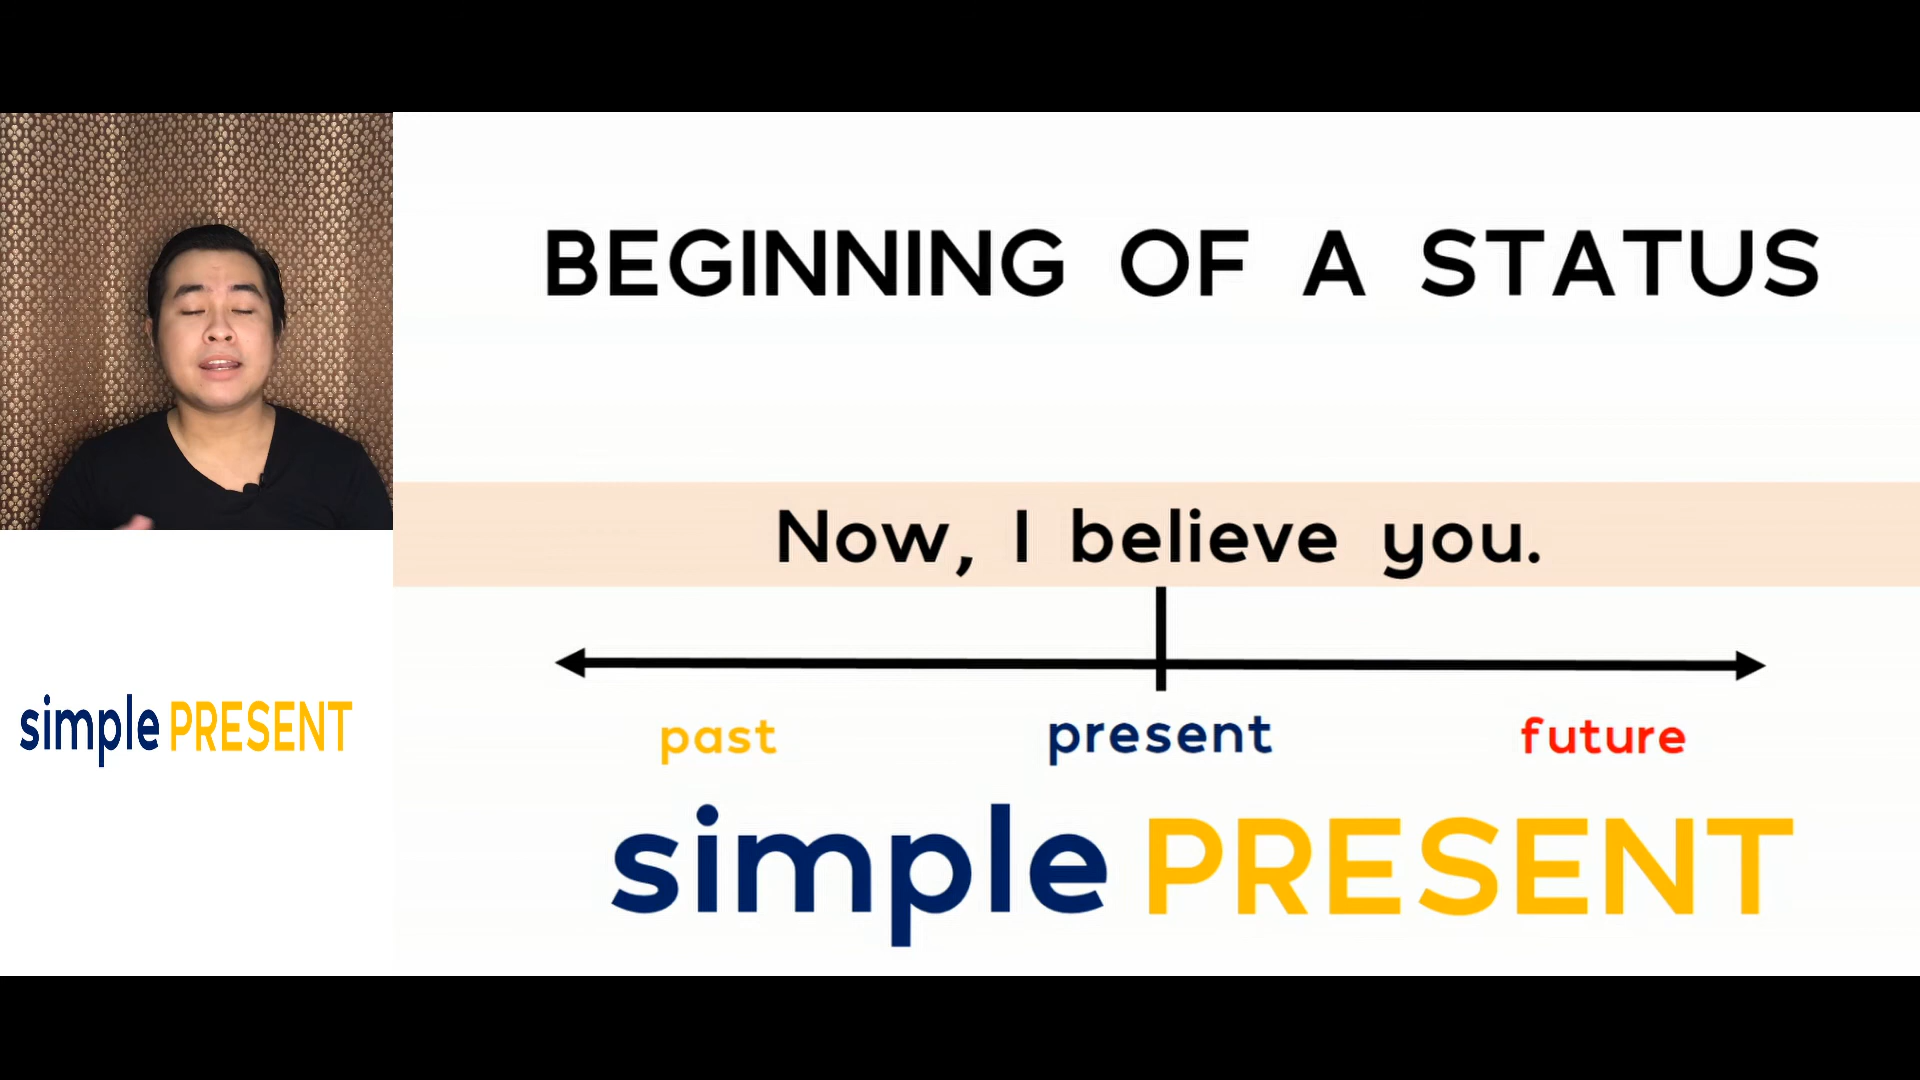 BEGINNING OF A STATUS
Now, I believe you.
past present future
simple PRESENT
simple PRESENT